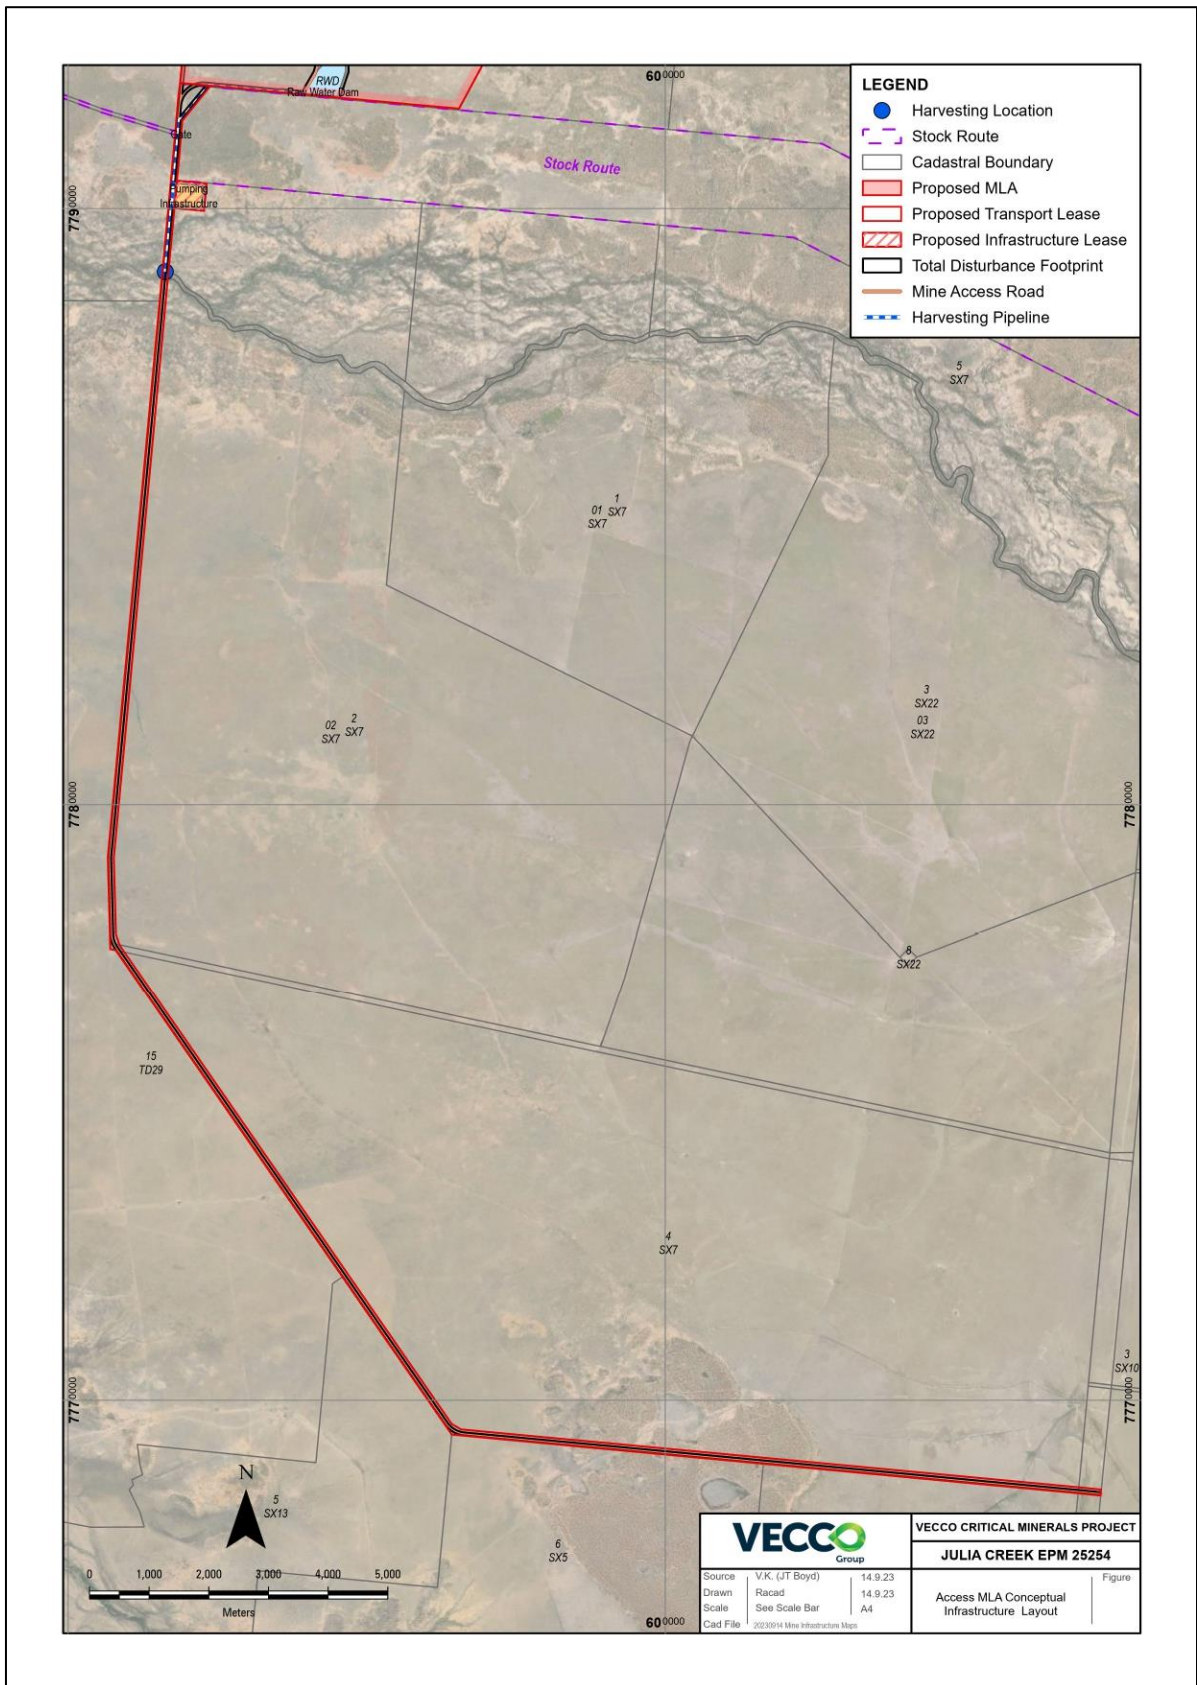 RWD
Raw Water Dam
600000
LEGEND
Harvesting Location
Stock Route
Cadastral Boundary
Proposed MLA
Proposed Transport Lease
Proposed Infrastructure Lease
Total Disturbance Footprint
Mine Access Road
Harvesting Pipeline
Gate
Stock Route
Pumping
Infrastructure
7790000
5
SX7
1
01 SX7
SX7
3
SX22
03
SX22
2
02 SX7
SX7
7780000
7780000
8
SX22
15
TD29
4
SX7
3
SX10
7770000
7770000
N
5
SX13
6
SX5
0 1,000 2,000 3,000 4,000 5,000
Meters
600000
VECCO
Group
VECCO CRITICAL MINERALS PROJECT
JULIA CREEK EPM 25254
Source V.K. (JT Boyd) 14.9.23
Drawn Racad 14.9.23
Scale See Scale Bar A4
Cad File 20230914 Mine Infrastructure Maps
Access MLA Conceptual
Infrastructure Layout
Figure